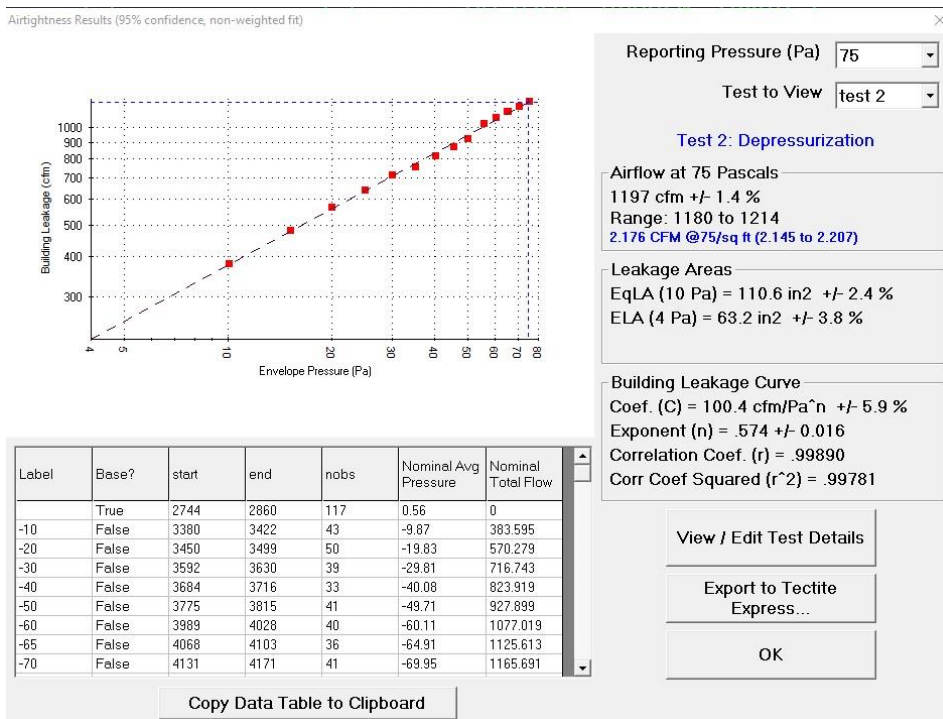 Airtightness Results (95% confidence, non-weighted fit)
Reporting Pressure (Pa) 75
Test to View test 2
Test 2: Depressurization
Airflow at 75 Pascals
1197 cfm +/- 1.4 %
Range: 1180 to 1214
2.176 CFM @75/sq ft (2.145 to 2.207)
Leakage Areas
EqLA (10 Pa) = 110.6 in2 +/- 2.4 %
ELA (4 Pa) = 63.2 in2 +/- 3.8 %
Building Leakage Curve
Coef. (C) = 100.4 cfm/Pa^n +/- 5.9 %
Exponent (n) = .574 +/- 0.016
Correlation Coef. (r) = .99890
Corr Coef Squared (r^2) = .99781
View / Edit Test Details
Export to Tectite
Express...
OK
Building Leakage (cfm)
1000
900
800
700
600
500
400
300
4 5 10 20 30 40 50 60 70 80
Envelope Pressure (Pa)
Label Base? start end nobs Nominal Avg Pressure Nominal Total Flow
True 2744 2860 117 0.56 0
-10 False 3380 3422 43 -9.87 383.595
-20 False 3450 3499 50 -19.83 570.279
-30 False 3592 3630 39 -29.81 716.743
-40 False 3684 3716 33 -40.08 823.919
-50 False 3775 3815 41 -49.71 927.899
-60 False 3989 4028 40 -60.11 1077.019
-65 False 4068 4103 36 -64.91 1125.613
-70 False 4131 4171 41 -69.95 1165.691
Copy Data Table to Clipboard